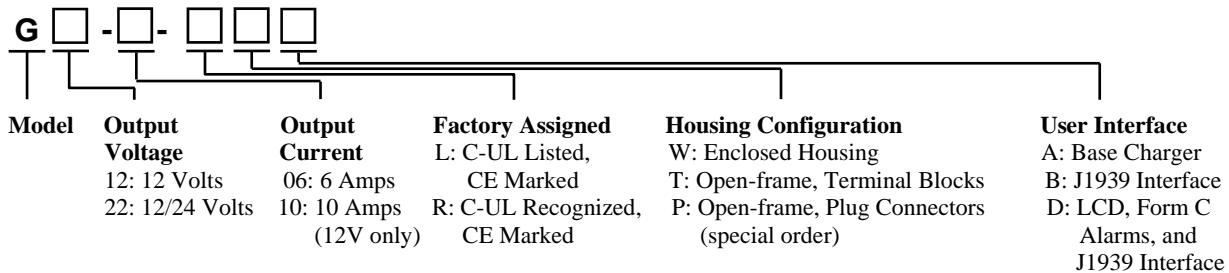 G - -
Model
Output Voltage
12: 12 Volts
22: 12/24 Volts
Output Current
06: 6 Amps
10: 10 Amps
(12V only)
Factory Assigned
L: C-UL Listed,
CE Marked
R: C-UL Recognized,
CE Marked
Housing Configuration
W: Enclosed Housing
T: Open-frame, Terminal Blocks
P: Open-frame, Plug Connectors
(special order)
User Interface
A: Base Charger
B: J1939 Interface
D: LCD, Form C
Alarms, and
J1939 Interface